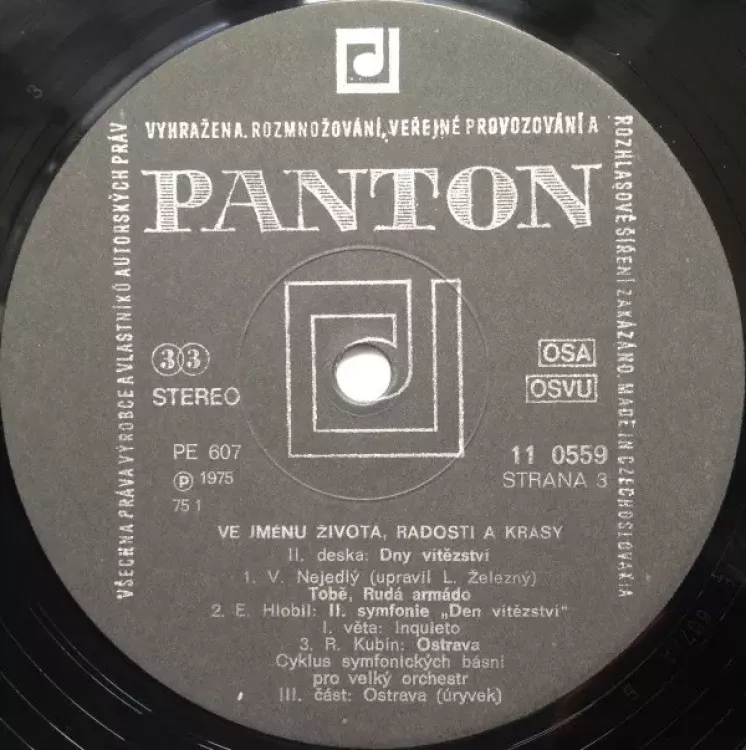 VŠECHNA PRÁVA VÝROBCE A VLASTNÍKŮ AUTORSKÝCH PRÁV
VYHRAŽENA. ROZMNOŽOVÁNÍ, VEŘEJNÉ PROVOZOVÁNÍ A
ROZHLASOVÉ ŠÍŘENÍ ZAKÁZÁNO. MADE IN CZECHOSLOVAKIA
PANTON
33
STEREO
OSA
OSVU
PE 607
℗ 1975
75 1
11 0559
STRANA 3
VE JMÉNU ŽIVOTA, RADOSTI A KRASY
II. deska: Dny vítězství
1. V. Nejedlý (upravil L. Železný)
Tobě, Rudá armádo
2. E. Hlobil: II. symfonie „Den vítězství"
I. věta: Inquieto
3. R. Kubín: Ostrava
Cyklus symfonických básní
pro velký orchestr
III. část: Ostrava (úryvek)